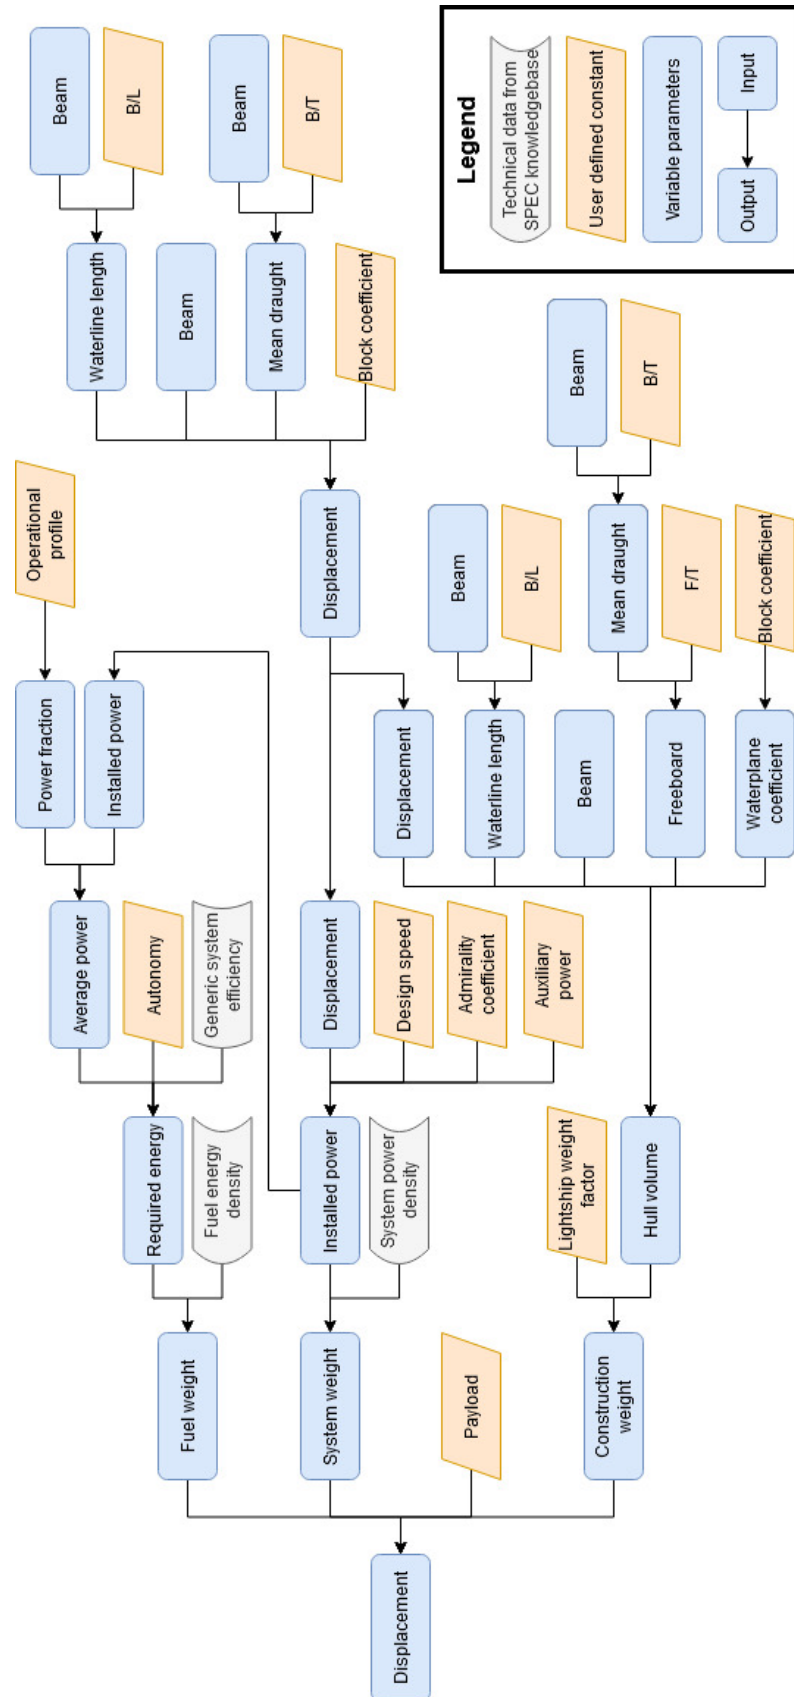 Beam
B/L
Beam
B/T
Waterline length
Beam
Mean draught
Block coefficient
Operational
profile
Displacement
Power fraction
Installed power
Average power
Autonomy
Generic system
efficiency
Displacement
Design speed
Admirality
coefficient
Auxiliary
power
Required energy
Fuel energy
density
Installed power
System power
density
Fuel weight
System weight
Payload
Construction
weight
Displacement
Legend
Technical data from
SPEC knowledgebase
User defined constant
Variable parameters
Output
Input
Beam
B/T
Beam
B/L
Mean draught
F/T
Block coefficient
Displacement
Waterline length
Beam
Freeboard
Waterplane
coefficient
Lightship weight
factor
Hull volume